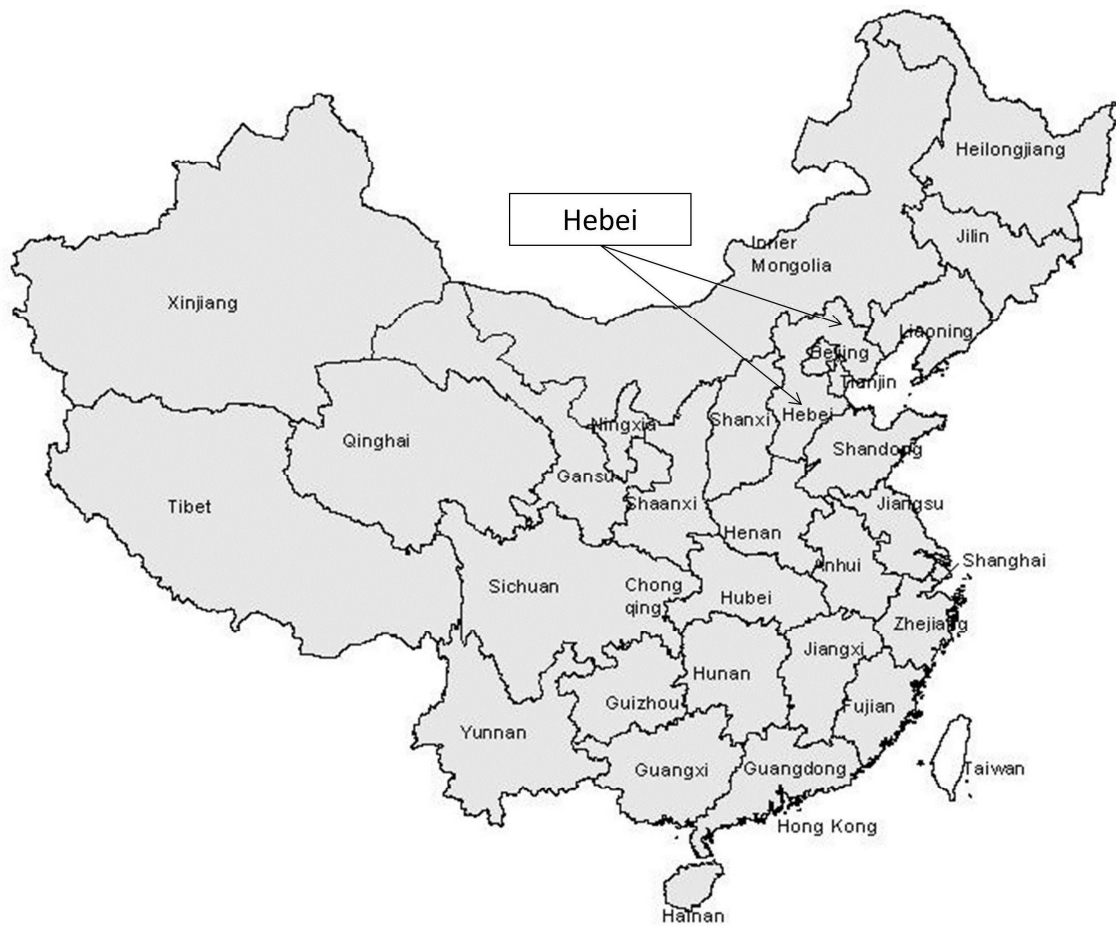 Heilongjiang
Hebei
Jilin
Inner
Mongolia
Xinjiang
Liaoning
Beijing
Tianjin
Ningxia
Shanxi
Hebei
Qinghai
Shandong
Gansu
Tibet
Shaanxi
Jiangsu
Henan
Shanghai
Anhui
Sichuan
Chong
qing
Hubei
Zhejiang
Jiangxi
Hunan
Guizhou
Fujian
Yunnan
Guangxi
Guangdong
Taiwan
Hong Kong
Hainan